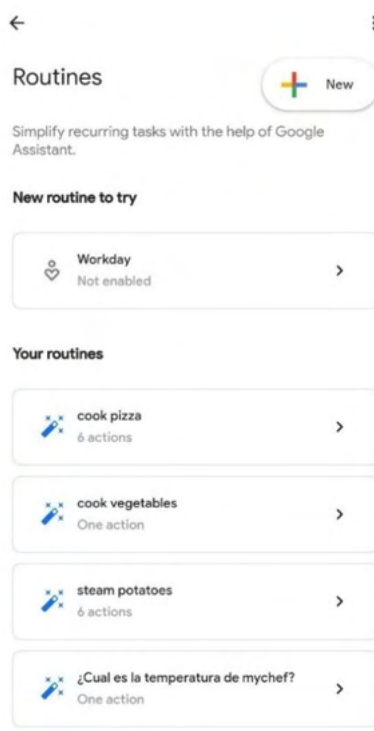 Routines
New
Simplify recurring tasks with the help of Google
Assistant.
New routine to try
Workday
Not enabled
Your routines
cook pizza
6 actions
cook vegetables
One action
steam potatoes
6 actions
¿Cual es la temperatura de mychef?
One action